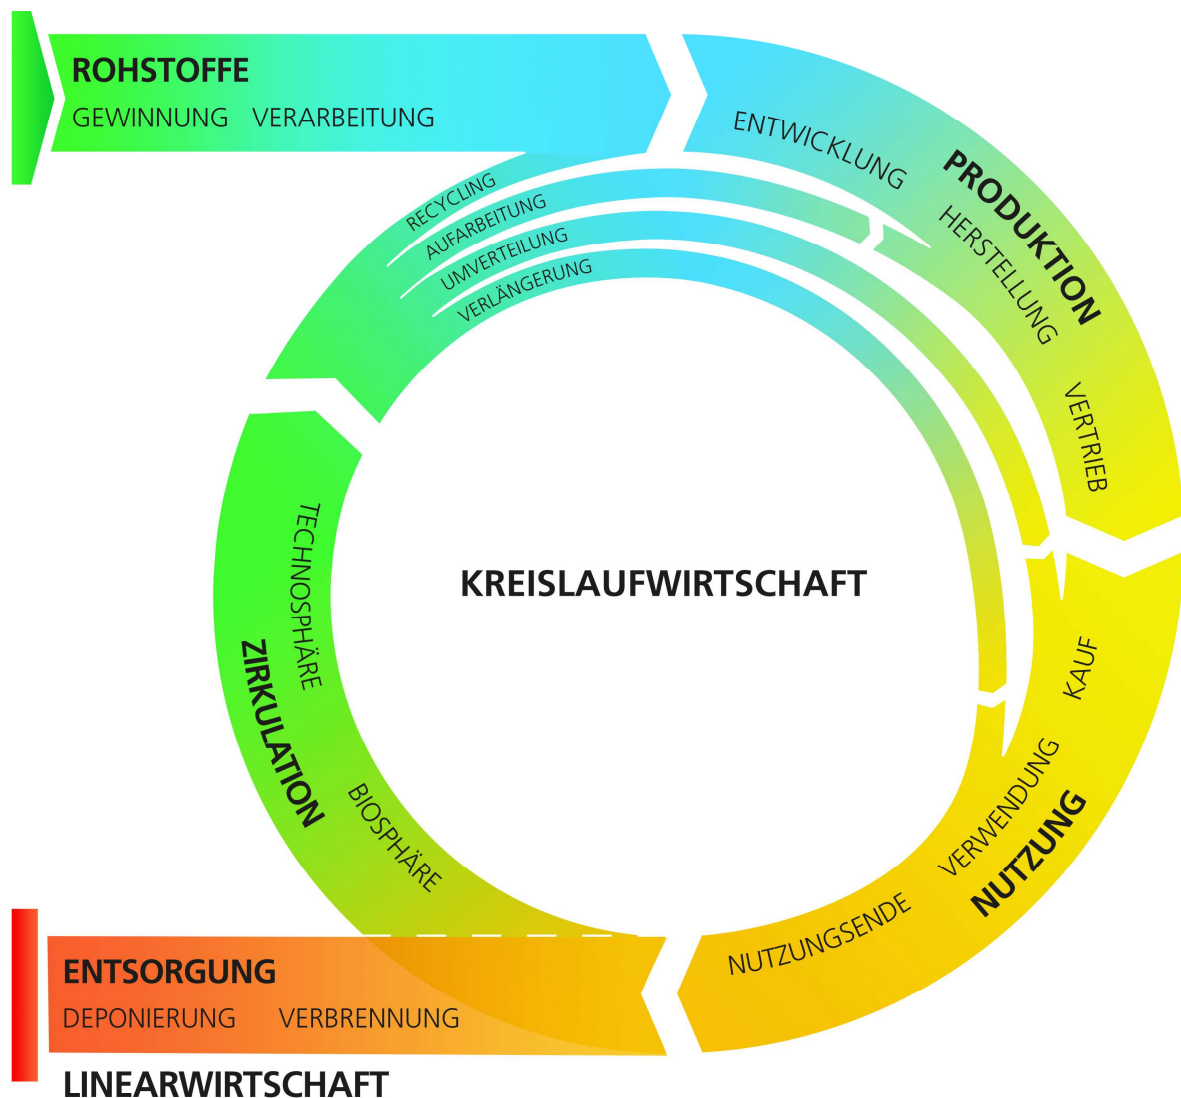 ROHSTOFFE
GEWINNUNG VERARBEITUNG
ENTWICKLUNG
PRODUKTION
HERSTELLUNG
VERTRIEB
RECYCLING
AUFARBEITUNG
UMVERTEILUNG
VERLÄNGERUNG
KREISLAUFWIRTSCHAFT
TECHNOSPHÄRE
ZIRKULATION
BIOSPHÄRE
KAUF
VERWENDUNG
NUTZUNG
NUTZUNGSENDE
ENTSORGUNG
DEPONIERUNG VERBRENNUNG
LINEARWIRTSCHAFT